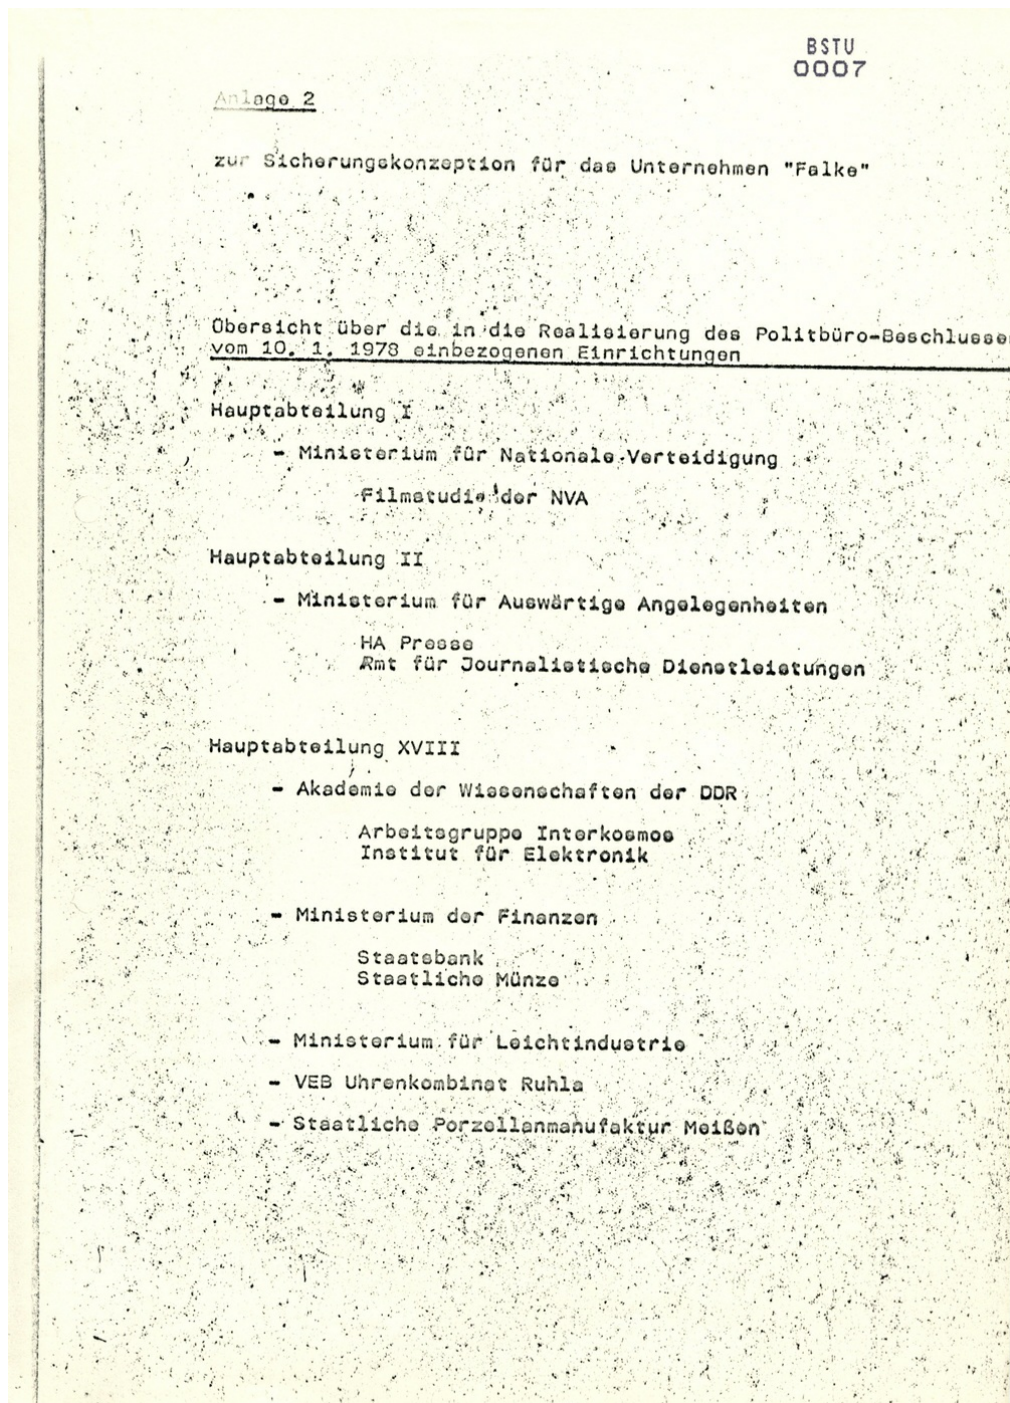 BSTU
0007
Anlage 2
zur Sicherungskonzeption für das Unternehmen "Falke"
Übersicht über die in die Realisierung des Politbüro-Beschlusses
vom 10. 1. 1978 einbezogenen Einrichtungen
Hauptabteilung I
- Ministerium für Nationale Verteidigung
Filmstudio der NVA
Hauptabteilung II
- Ministerium für Auswärtige Angelegenheiten
HA Presse
Amt für Journalistische Dienstleistungen
Hauptabteilung XVIII
- Akademie der Wissenschaften der DDR
Arbeitsgruppe Interkosmos
Institut für Elektronik
- Ministerium der Finanzen
Staatsbank
Staatliche Münze
- Ministerium für Leichtindustrie
- VEB Uhrenkombinat Ruhla
- Staatliche Porzellanmanufaktur Meißen